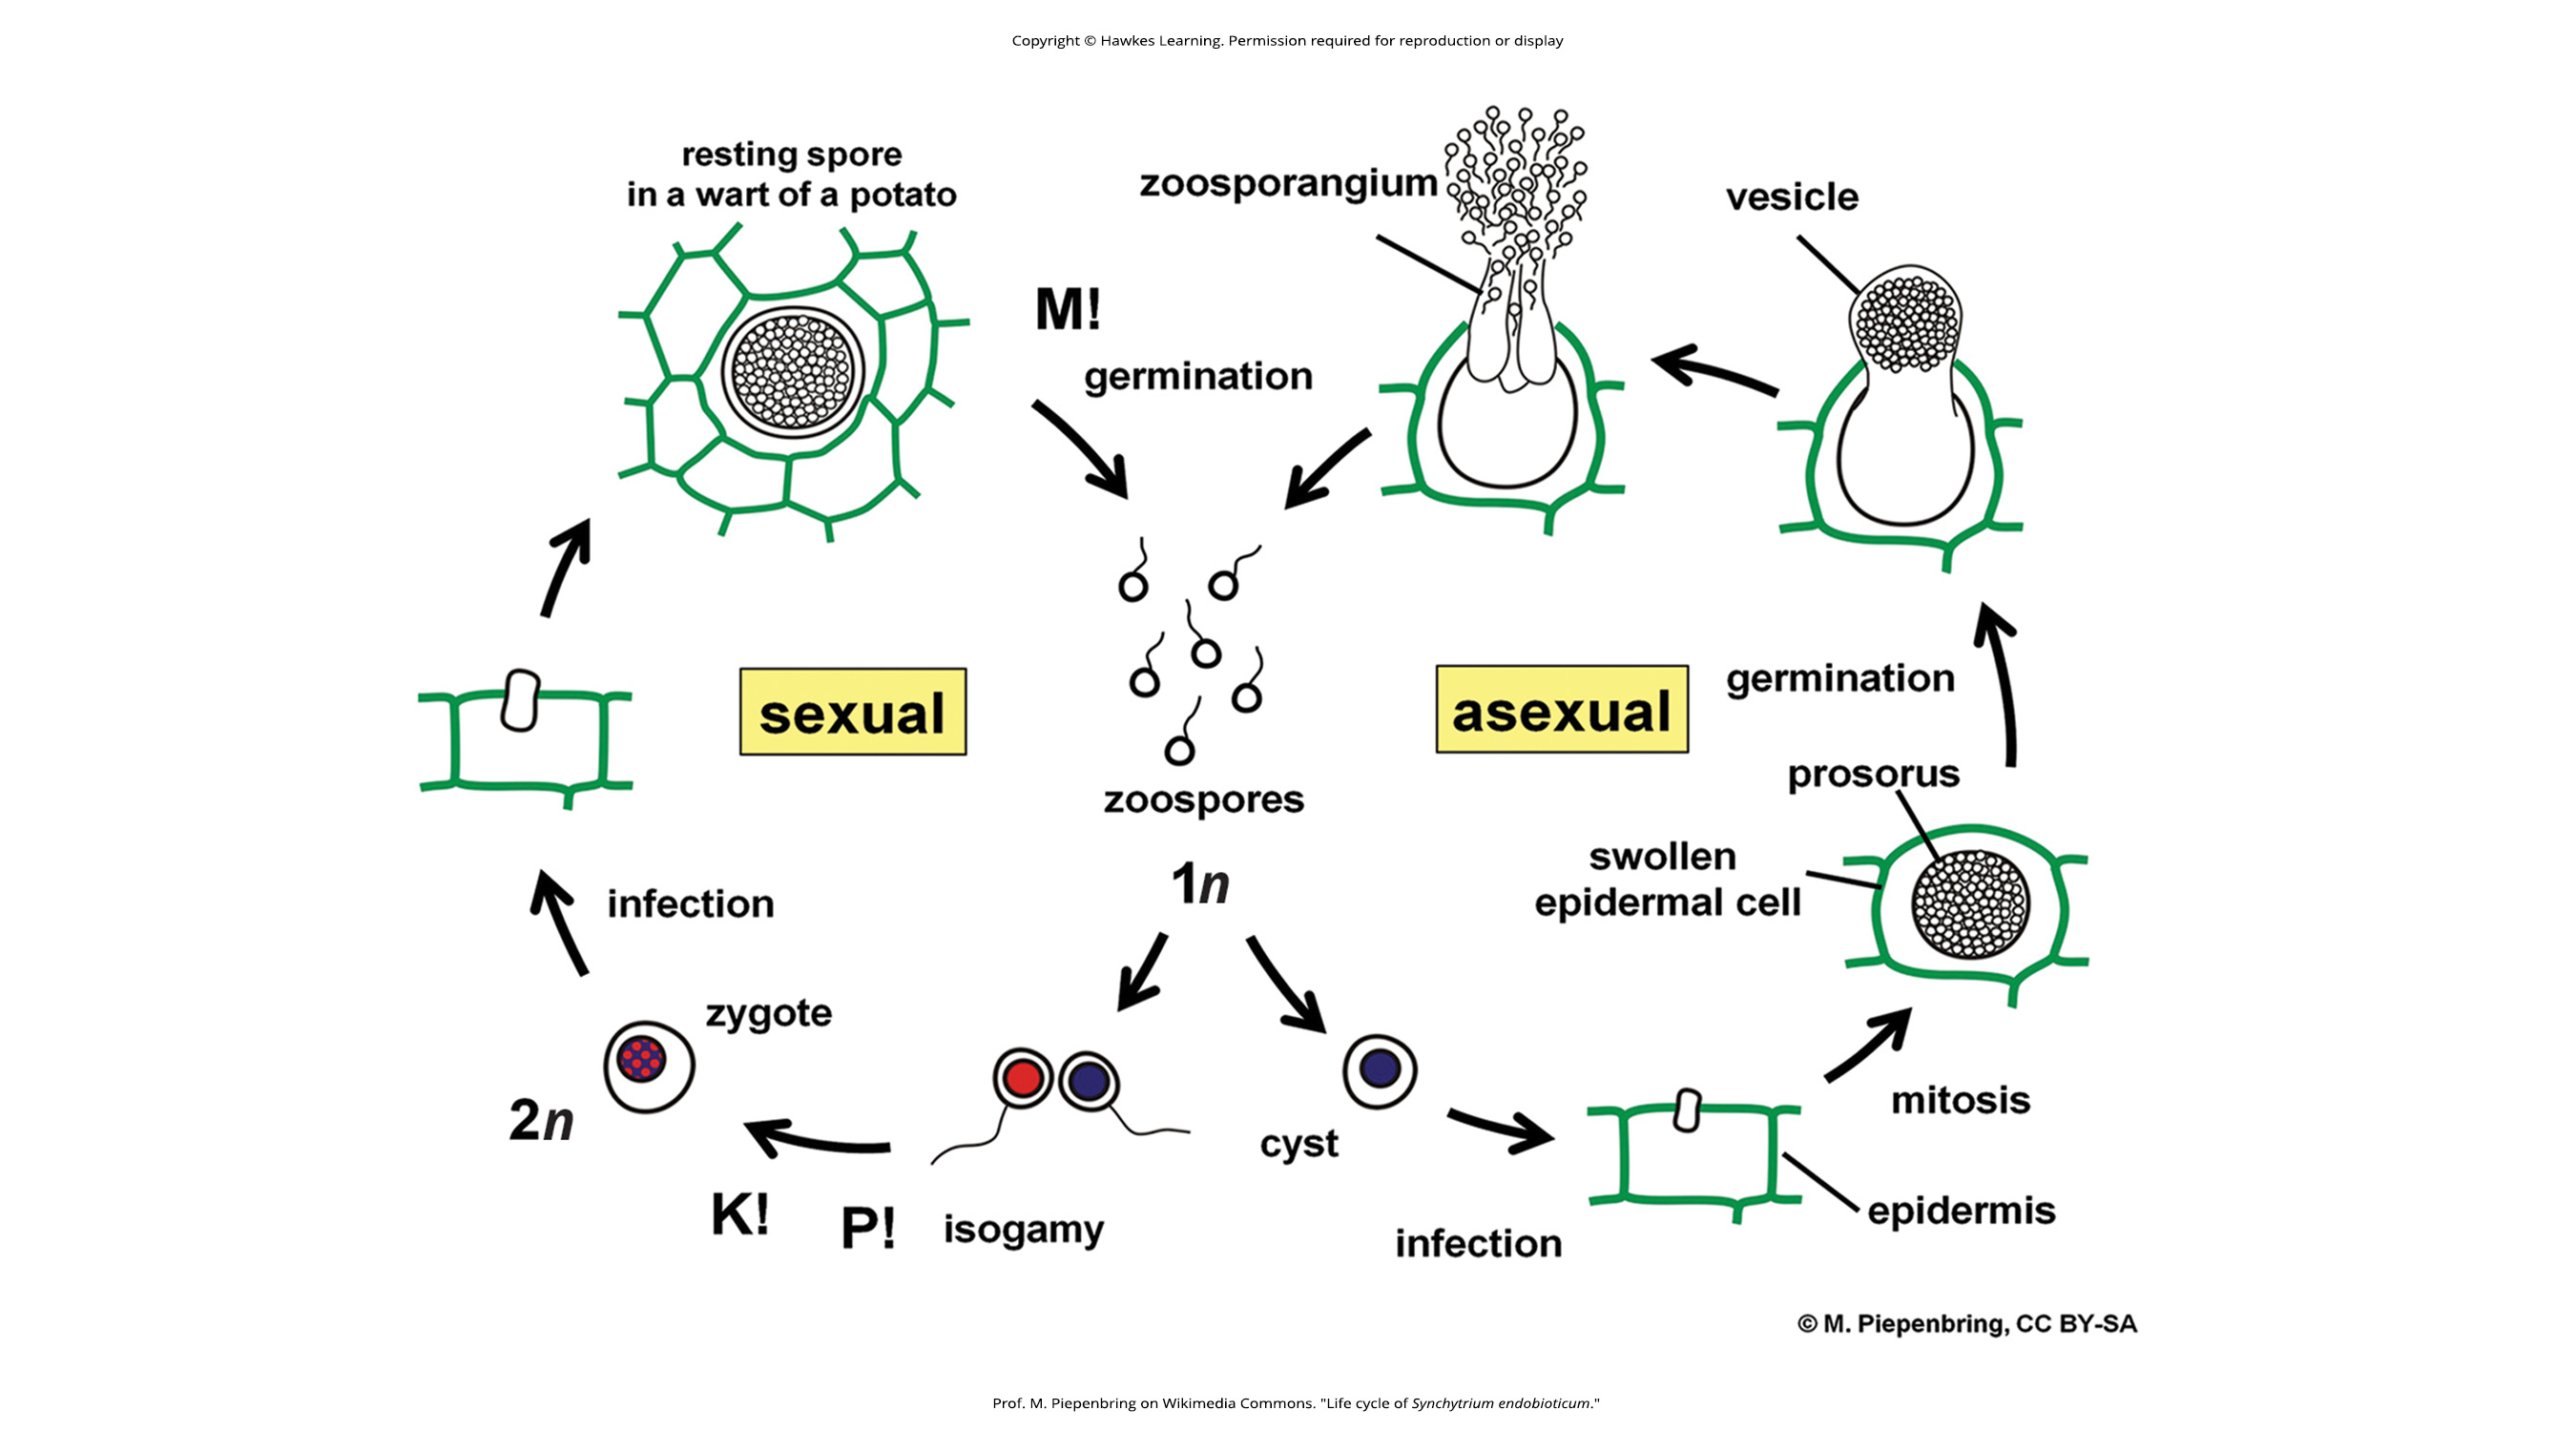 Copyright © Hawkes Learning. Permission required for reproduction or display
resting spore
in a wart of a potato
zoosporangium
vesicle
M!
germination
sexual
asexual
germination
zoospores
prosorus
swollen
epidermal cell
1n
infection
zygote
2n
mitosis
cyst
epidermis
K!
P!
isogamy
infection
© M. Piepenbring, CC BY-SA
Prof. M. Piepenbring on Wikimedia Commons. "Life cycle of Synchytrium endobioticum."